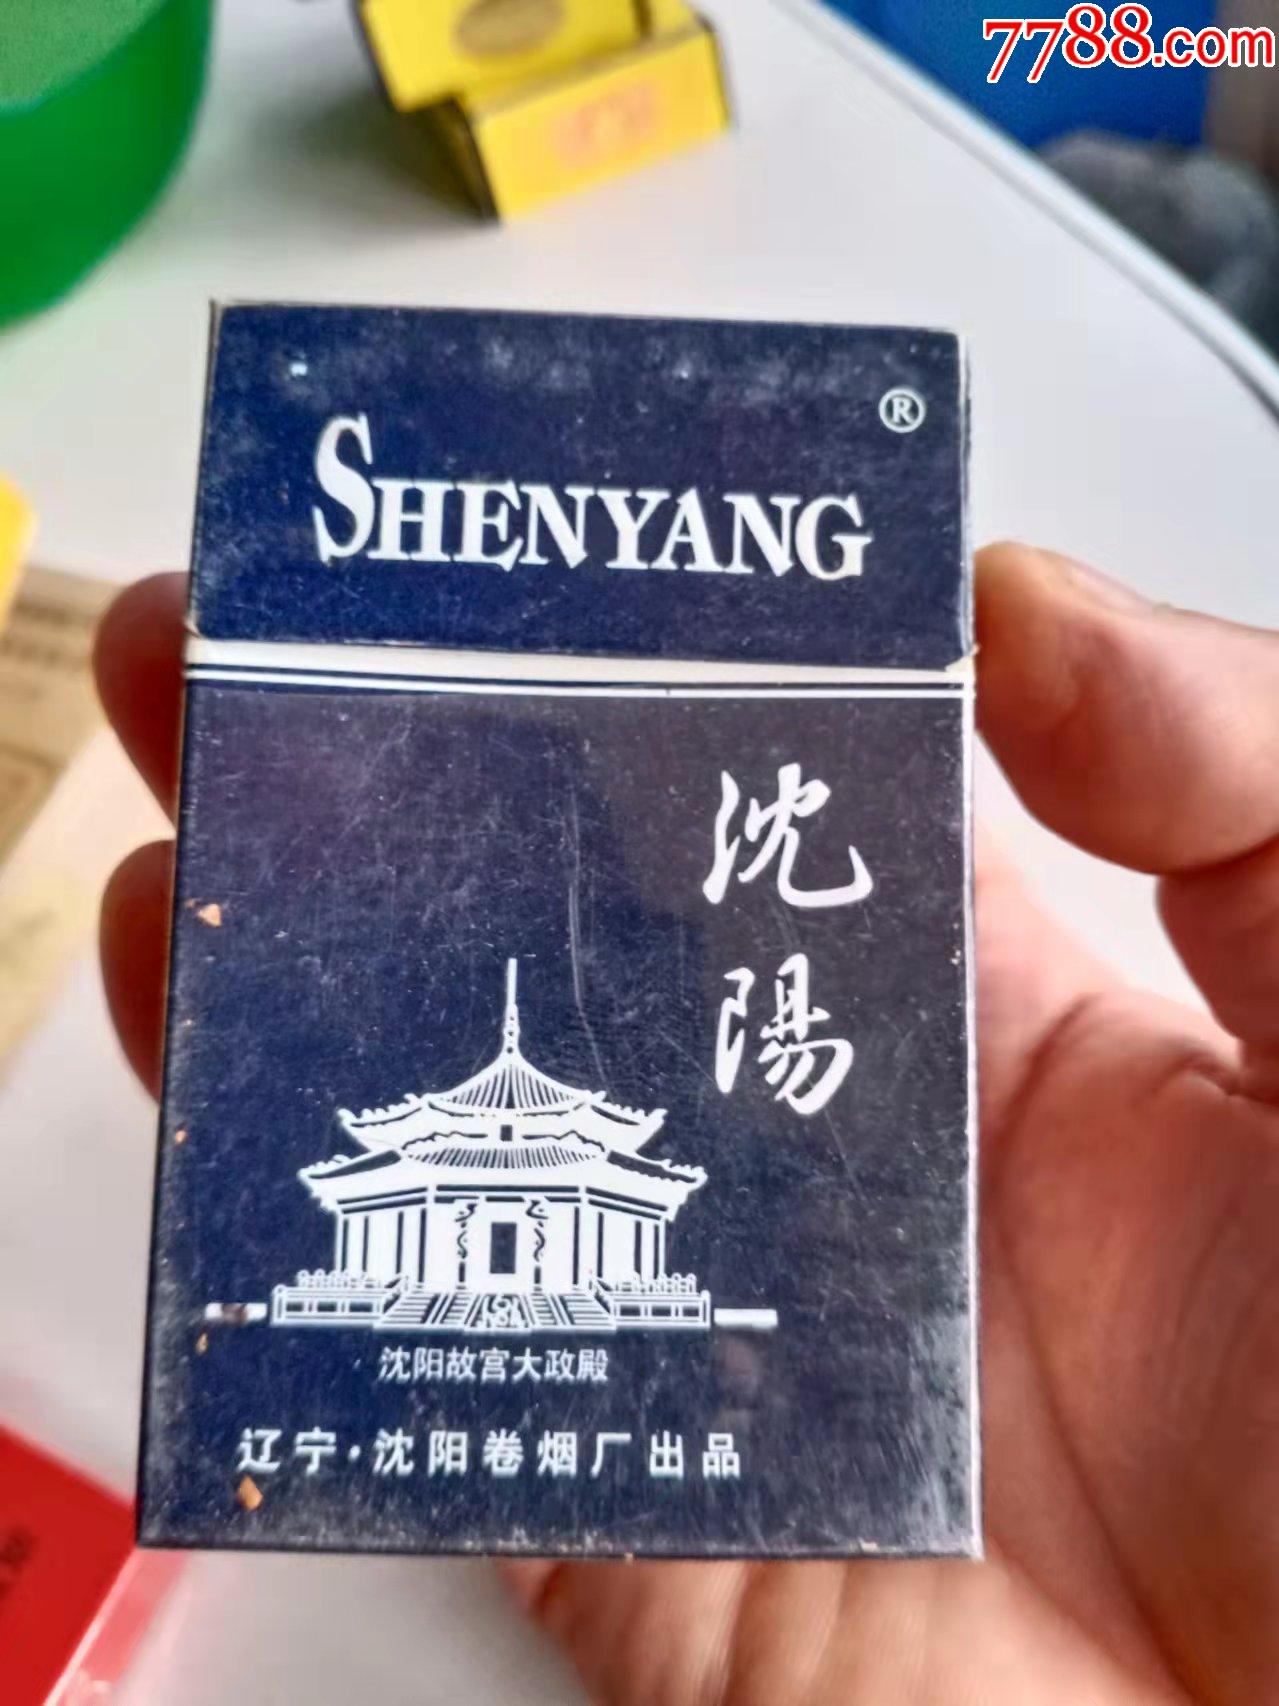 7788.com
®
SHENYANG
沈
陽
沈阳故宫大政殿
辽宁·沈阳卷烟厂出品